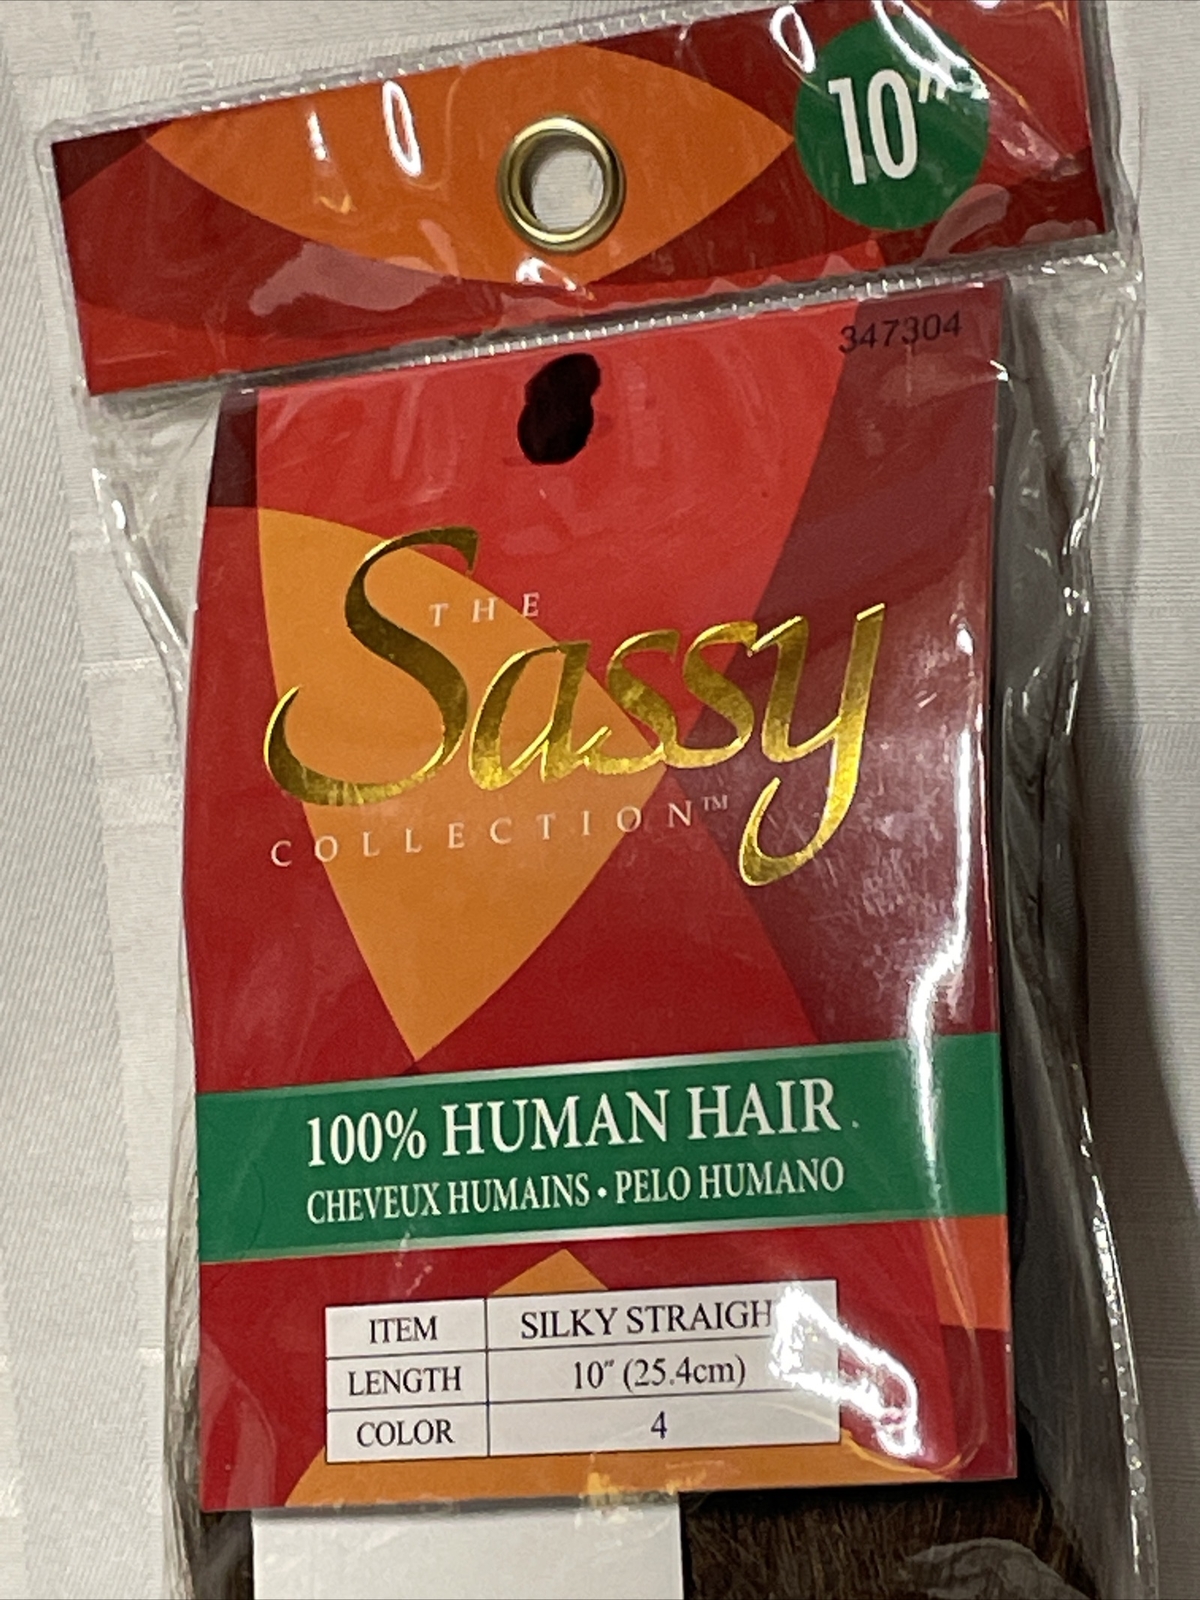 10"
347304
THE
Sassy
COLLECTION™
100% HUMAN HAIR
CHEVEUX HUMAINS • PELO HUMANO
ITEM SILKY STRAIGH
LENGTH 10" (25.4cm)
COLOR 4